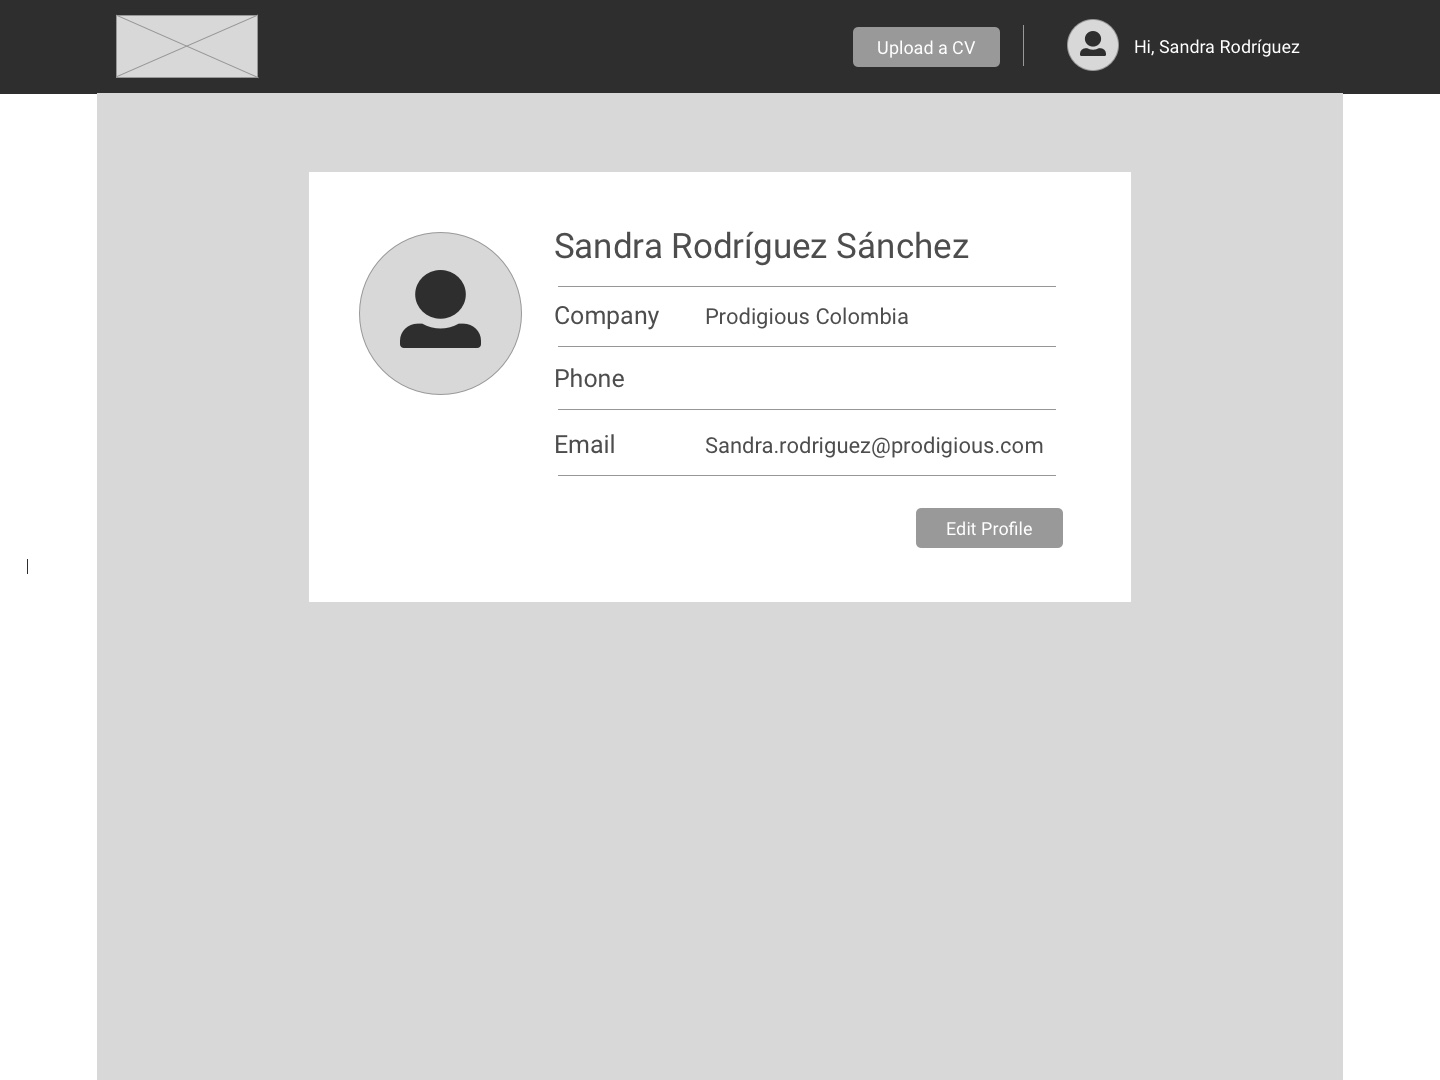 Upload a CV
Hi, Sandra Rodríguez
Sandra Rodríguez Sánchez
Company Prodigious Colombia
Phone
Email Sandra.rodriguez@prodigious.com
Edit Profile